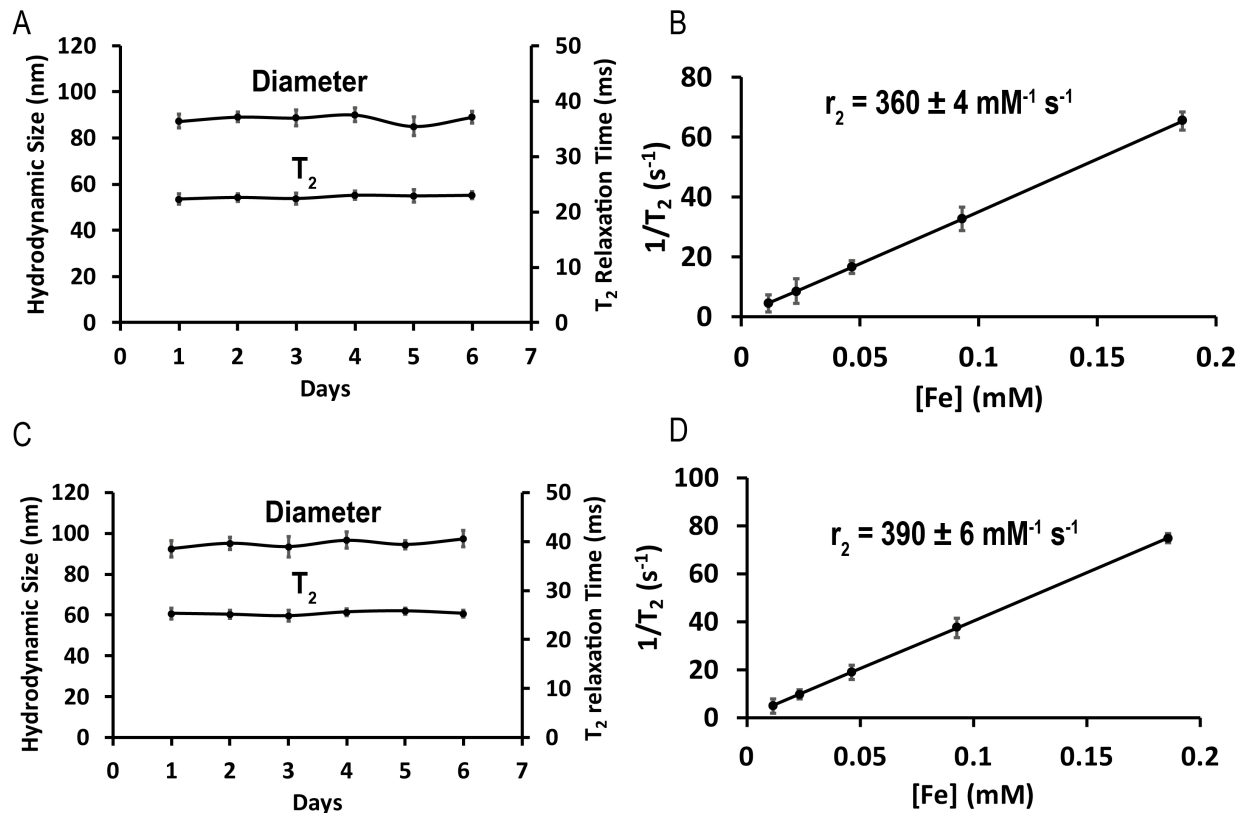 A
Hydrodynamic Size (nm)
120
100
80
60
40
20
0
Diameter
T₂
50
40
30
20
10
0
T₂ Relaxation Time (ms)
0 1 2 3 4 5 6 7
Days
B
1/T₂ (s⁻¹)
80
60
40
20
0
r₂ = 360 ± 4 mM⁻¹ s⁻¹
0 0.05 0.1 0.15 0.2
[Fe] (mM)
C
Hydrodynamic Size (nm)
120
100
80
60
40
20
0
Diameter
T₂
50
40
30
20
10
0
T₂ relaxation Time (ms)
0 1 2 3 4 5 6 7
Days
D
1/T₂ (s⁻¹)
100
80
60
40
20
0
r₂ = 390 ± 6 mM⁻¹ s⁻¹
0 0.05 0.1 0.15 0.2
[Fe] (mM)